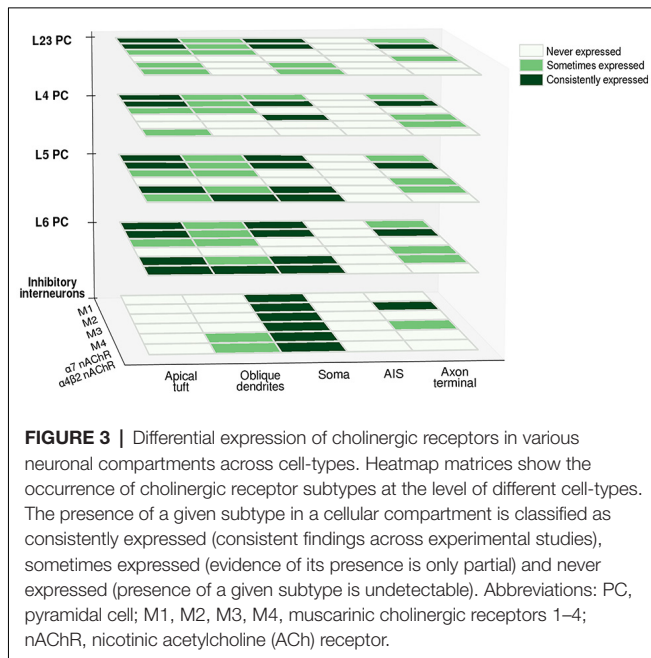 L23 PC
L4 PC
L5 PC
L6 PC
Inhibitory
interneurons
M1
M2
M3
M4
α7 nAChR
α4β2 nAChR
Apical
tuft
Oblique
dendrites
Soma
AIS
Axon
terminal
Never expressed
Sometimes expressed
Consistently expressed
FIGURE 3 | Differential expression of cholinergic receptors in various
neuronal compartments across cell-types. Heatmap matrices show the
occurrence of cholinergic receptor subtypes at the level of different cell-types.
The presence of a given subtype in a cellular compartment is classified as
consistently expressed (consistent findings across experimental studies),
sometimes expressed (evidence of its presence is only partial) and never
expressed (presence of a given subtype is undetectable). Abbreviations: PC,
pyramidal cell; M1, M2, M3, M4, muscarinic cholinergic receptors 1–4;
nAChR, nicotinic acetylcholine (ACh) receptor.